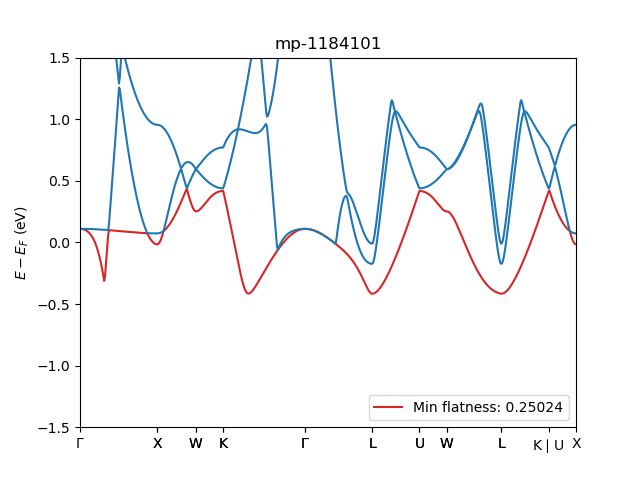 mp-1184101
E − E_F (eV)
1.5
1.0
0.5
0.0
−0.5
−1.0
−1.5
Min flatness: 0.25024
Γ X W K Γ L U W L K | U X